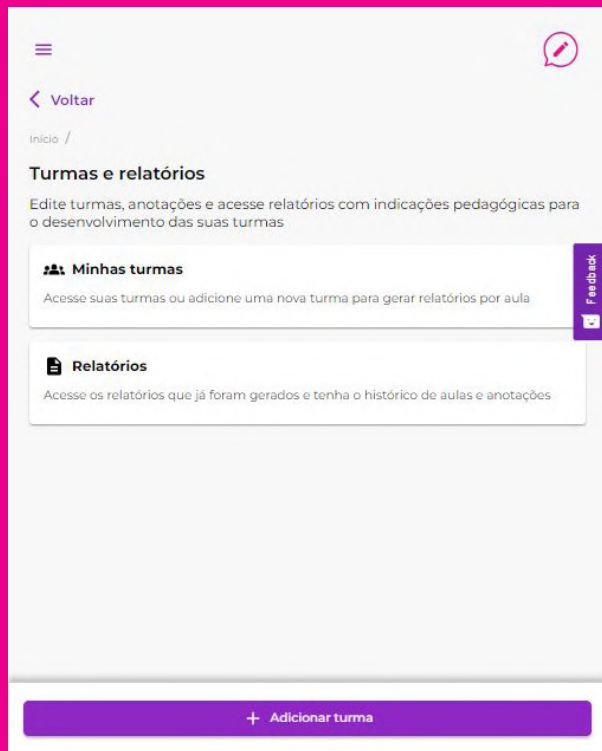 Voltar
Início /
Turmas e relatórios
Edite turmas, anotações e acesse relatórios com indicações pedagógicas para
o desenvolvimento das suas turmas
Minhas turmas
Acesse suas turmas ou adicione uma nova turma para gerar relatórios por aula
Feedback
Relatórios
Acesse os relatórios que já foram gerados e tenha o histórico de aulas e anotações
+ Adicionar turma